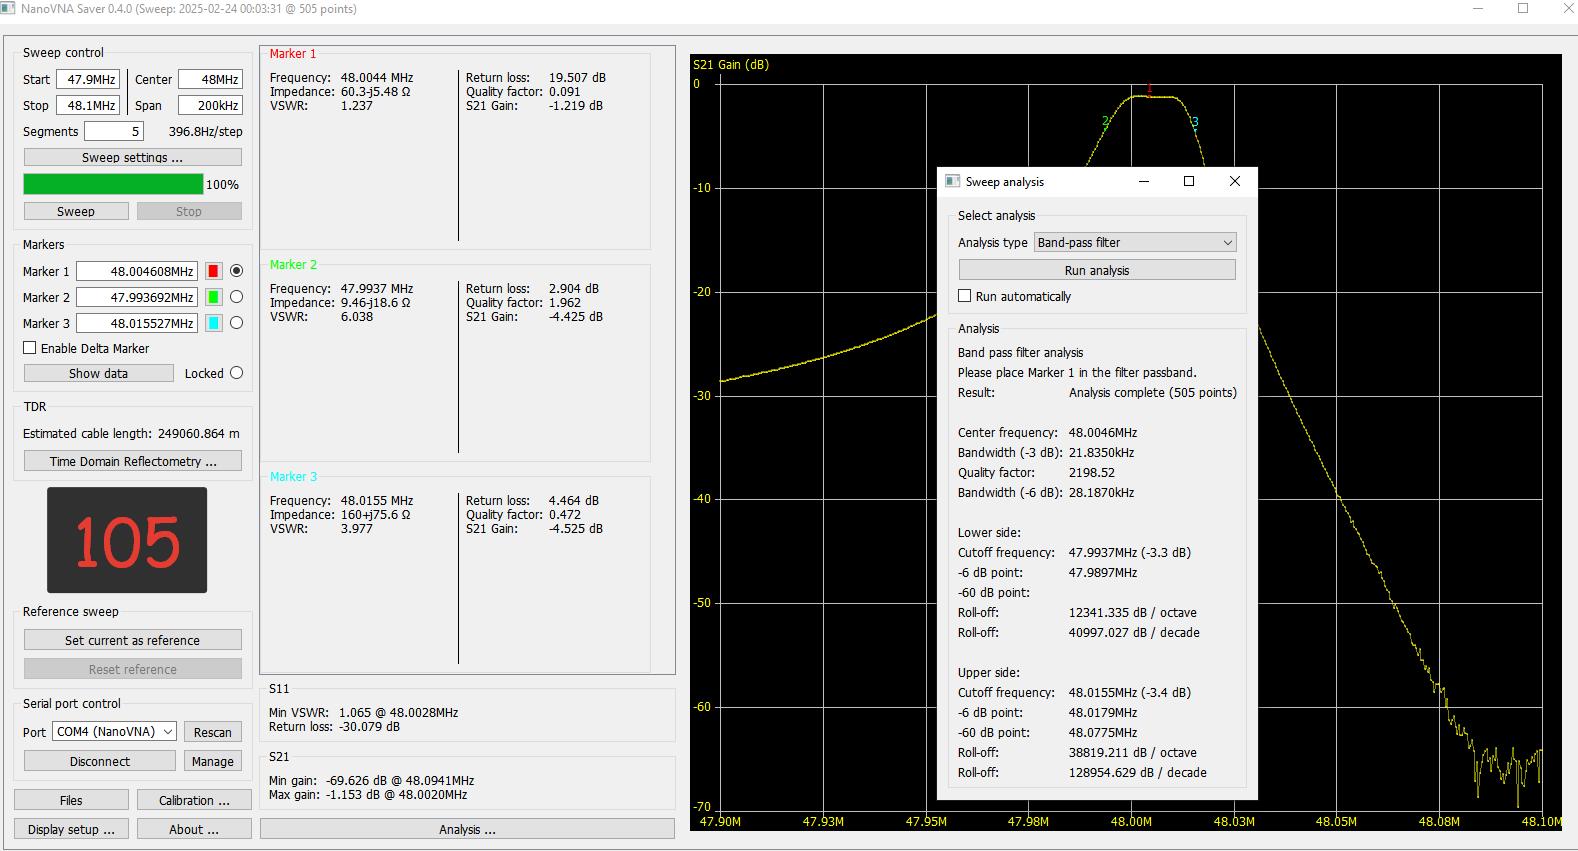 NanoVNA Saver 0.4.0 (Sweep: 2025-02-24 00:03:31 @ 505 points)
Sweep control
Start 47.9MHz Center 48MHz
Stop 48.1MHz Span 200kHz
Segments 5 396.8Hz/step
Sweep settings ...
100%
Sweep Stop
Markers
Marker 1 48.004608MHz
Marker 2 47.993692MHz
Marker 3 48.015527MHz
Enable Delta Marker
Show data Locked
TDR
Estimated cable length: 249060.864 m
Time Domain Reflectometry ...
105
Reference sweep
Set current as reference
Reset reference
Serial port control
Port COM4 (NanoVNA) Rescan
Disconnect Manage
Files Calibration ...
Display setup ... About ...
Marker 1
Frequency: 48.0044 MHz
Impedance: 60.3-j5.48 Ω
VSWR: 1.237
Return loss: 19.507 dB
Quality factor: 0.091
S21 Gain: -1.219 dB
Marker 2
Frequency: 47.9937 MHz
Impedance: 9.46-j18.6 Ω
VSWR: 6.038
Return loss: 2.904 dB
Quality factor: 1.962
S21 Gain: -4.425 dB
Marker 3
Frequency: 48.0155 MHz
Impedance: 160+j75.6 Ω
VSWR: 3.977
Return loss: 4.464 dB
Quality factor: 0.472
S21 Gain: -4.525 dB
S11
Min VSWR: 1.065 @ 48.0028MHz
Return loss: -30.079 dB
S21
Min gain: -69.626 dB @ 48.0941MHz
Max gain: -1.153 dB @ 48.0020MHz
Analysis ...
S21 Gain (dB)
0
-10
-20
-30
-40
-50
-60
-70
1
2
3
47.90M 47.93M 47.95M 47.98M 48.00M 48.03M 48.05M 48.08M 48.10M
Sweep analysis
Select analysis
Analysis type Band-pass filter
Run analysis
Run automatically
Analysis
Band pass filter analysis
Please place Marker 1 in the filter passband.
Result: Analysis complete (505 points)
Center frequency: 48.0046MHz
Bandwidth (-3 dB): 21.8350kHz
Quality factor: 2198.52
Bandwidth (-6 dB): 28.1870kHz
Lower side:
Cutoff frequency: 47.9937MHz (-3.3 dB)
-6 dB point: 47.9897MHz
-60 dB point:
Roll-off: 12341.335 dB / octave
Roll-off: 40997.027 dB / decade
Upper side:
Cutoff frequency: 48.0155MHz (-3.4 dB)
-6 dB point: 48.0179MHz
-60 dB point: 48.0775MHz
Roll-off: 38819.211 dB / octave
Roll-off: 128954.629 dB / decade